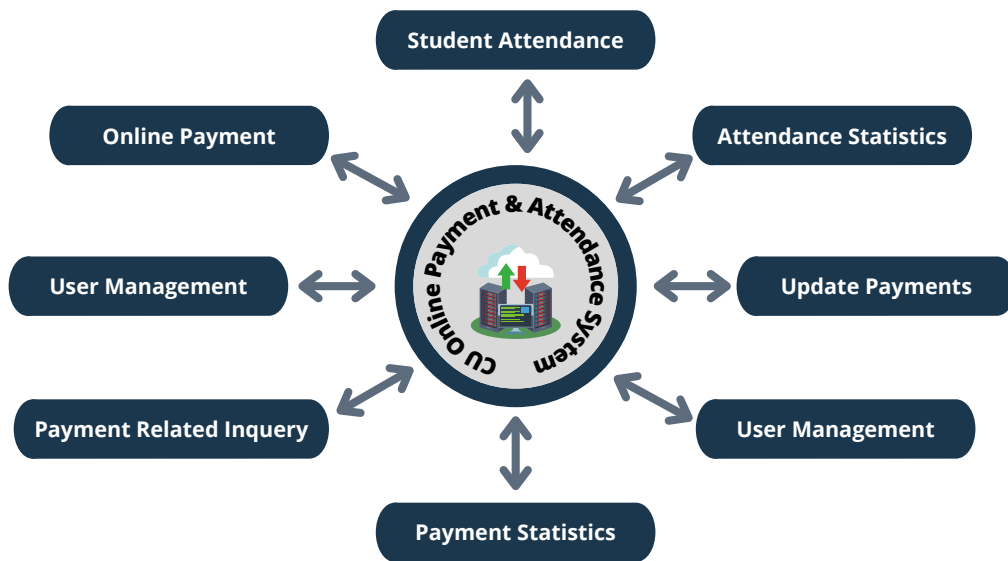 Student Attendance
Online Payment
Attendance Statistics
CU Online Payment & Attendance System
User Management
Update Payments
Payment Related Inquery
User Management
Payment Statistics